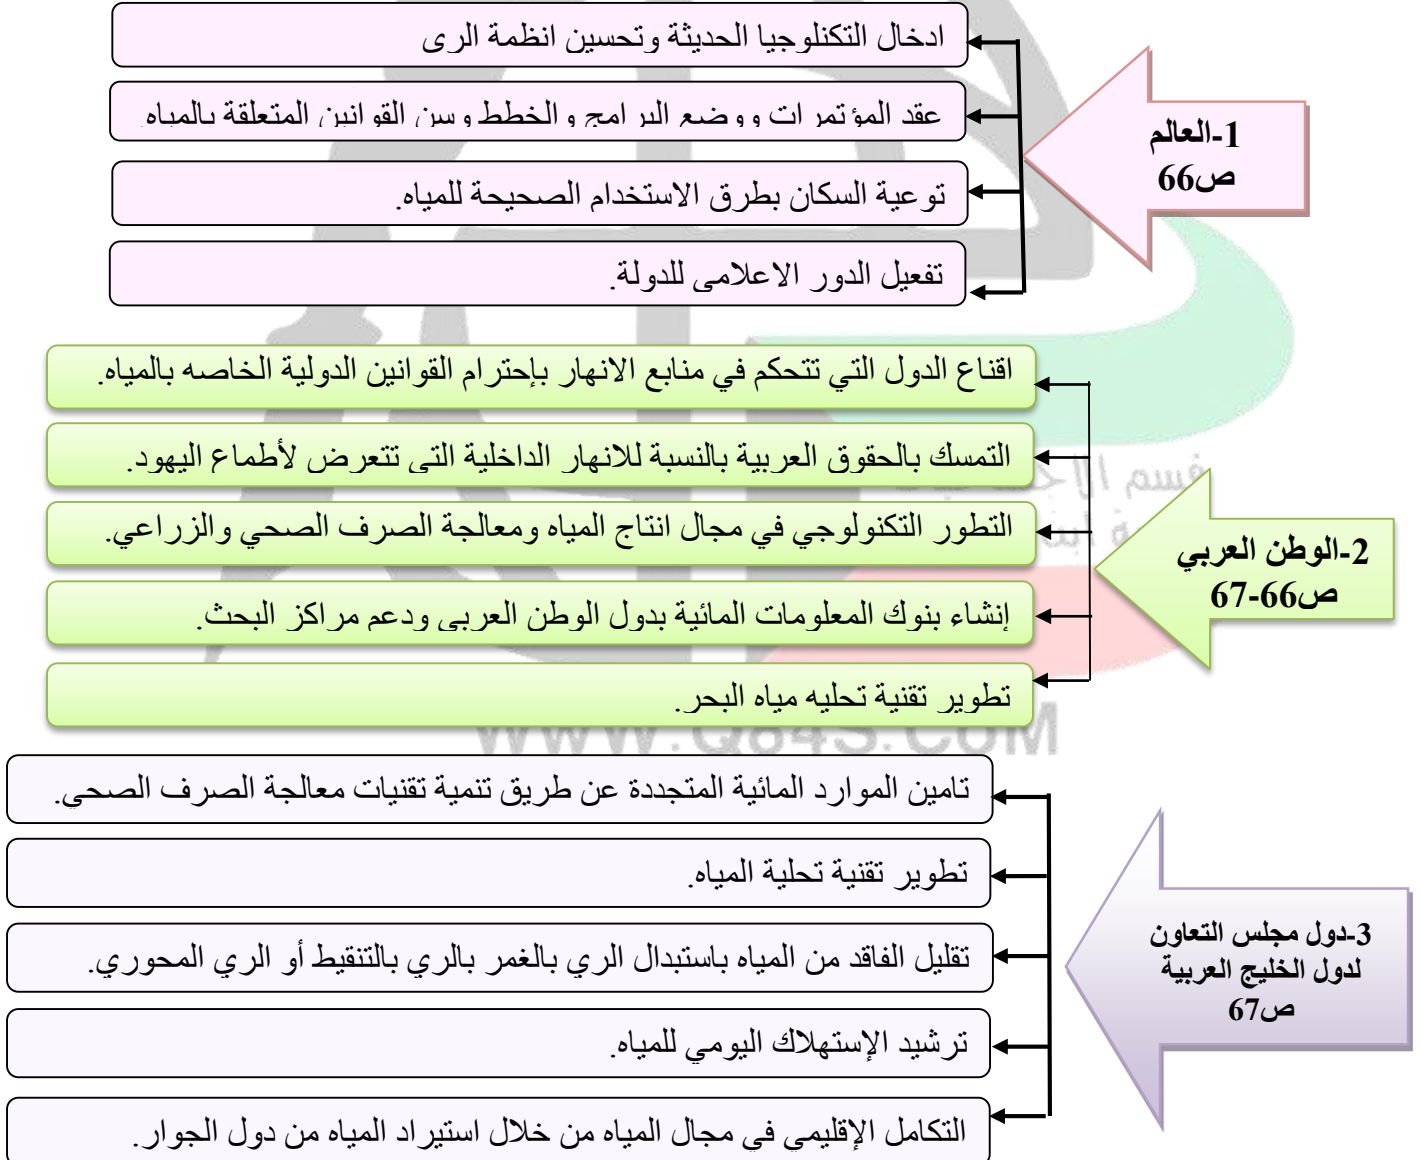 1-العالم
ص66
ادخال التكنلوجيا الحديثة وتحسين انظمة الري
عقد المؤتمرات ووضع البرامج والخطط وسن القوانين المتعلقة بالمياه
توعية السكان بطرق الاستخدام الصحيحة للمياه.
تفعيل الدور الاعلامي للدولة.
2-الوطن العربي
ص66-67
اقناع الدول التي تتحكم في منابع الانهار بإحترام القوانين الدولية الخاصه بالمياه.
التمسك بالحقوق العربية بالنسبة للانهار الداخلية التي تتعرض لأطماع اليهود.
التطور التكنولوجي في مجال انتاج المياه ومعالجة الصرف الصحي والزراعي.
إنشاء بنوك المعلومات المائية بدول الوطن العربي ودعم مراكز البحث.
تطوير تقنية تحليه مياه البحر.
WWW.Q84S.COM
3-دول مجلس التعاون
لدول الخليج العربية
ص67
تامين الموارد المائية المتجددة عن طريق تنمية تقنيات معالجة الصرف الصحي.
تطوير تقنية تحلية المياه.
تقليل الفاقد من المياه باستبدال الري بالغمر بالري بالتنقيط أو الري المحوري.
ترشيد الإستهلاك اليومي للمياه.
التكامل الإقليمي في مجال المياه من خلال استيراد المياه من دول الجوار.